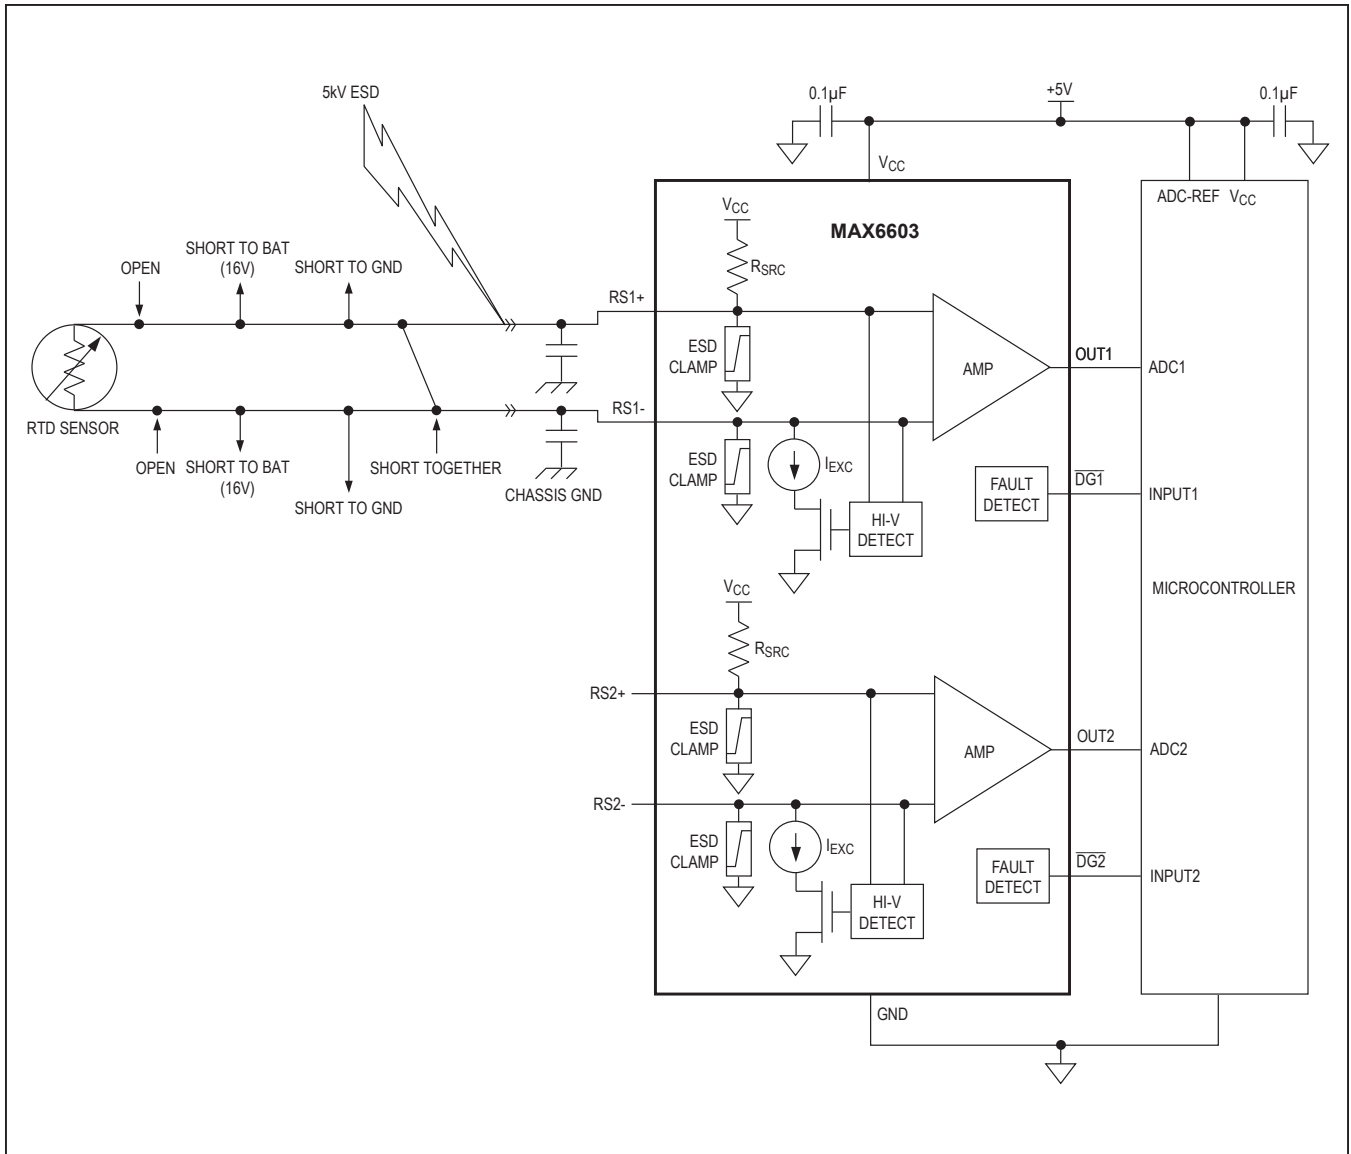 5kV ESD
0.1µF
+5V
0.1µF
VCC
ADC-REF VCC
MAX6603
VCC
RSRC
SHORT TO BAT
(16V)
OPEN
SHORT TO GND
RS1+
ESD
CLAMP
AMP
OUT1
ADC1
RTD SENSOR
RS1-
OPEN
SHORT TO BAT
(16V)
SHORT TOGETHER
SHORT TO GND
CHASSIS GND
ESD
CLAMP
IEXC
HI-V
DETECT
FAULT
DETECT
DG1
INPUT1
MICROCONTROLLER
VCC
RSRC
RS2+
ESD
CLAMP
AMP
OUT2
ADC2
RS2-
ESD
CLAMP
IEXC
HI-V
DETECT
FAULT
DETECT
DG2
INPUT2
GND